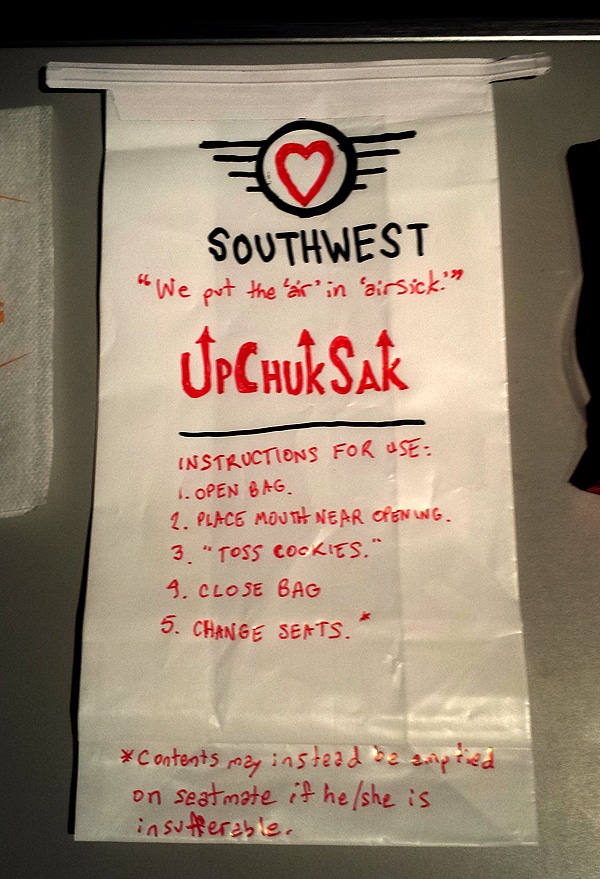 SOUTHWEST
"We put the 'air' in 'airsick.'"
UPCHUKSAK
INSTRUCTIONS FOR USE:
1. OPEN BAG.
2. PLACE MOUTH NEAR OPENING.
3. "TOSS COOKIES."
4. CLOSE BAG
5. CHANGE SEATS.*
*Contents may instead be emptied
on seatmate if he/she is
insufferable.